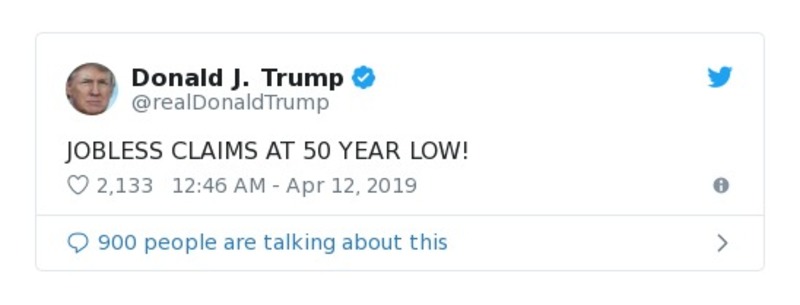 Donald J. Trump
@realDonaldTrump
JOBLESS CLAIMS AT 50 YEAR LOW!
2,133 12:46 AM - Apr 12, 2019
900 people are talking about this